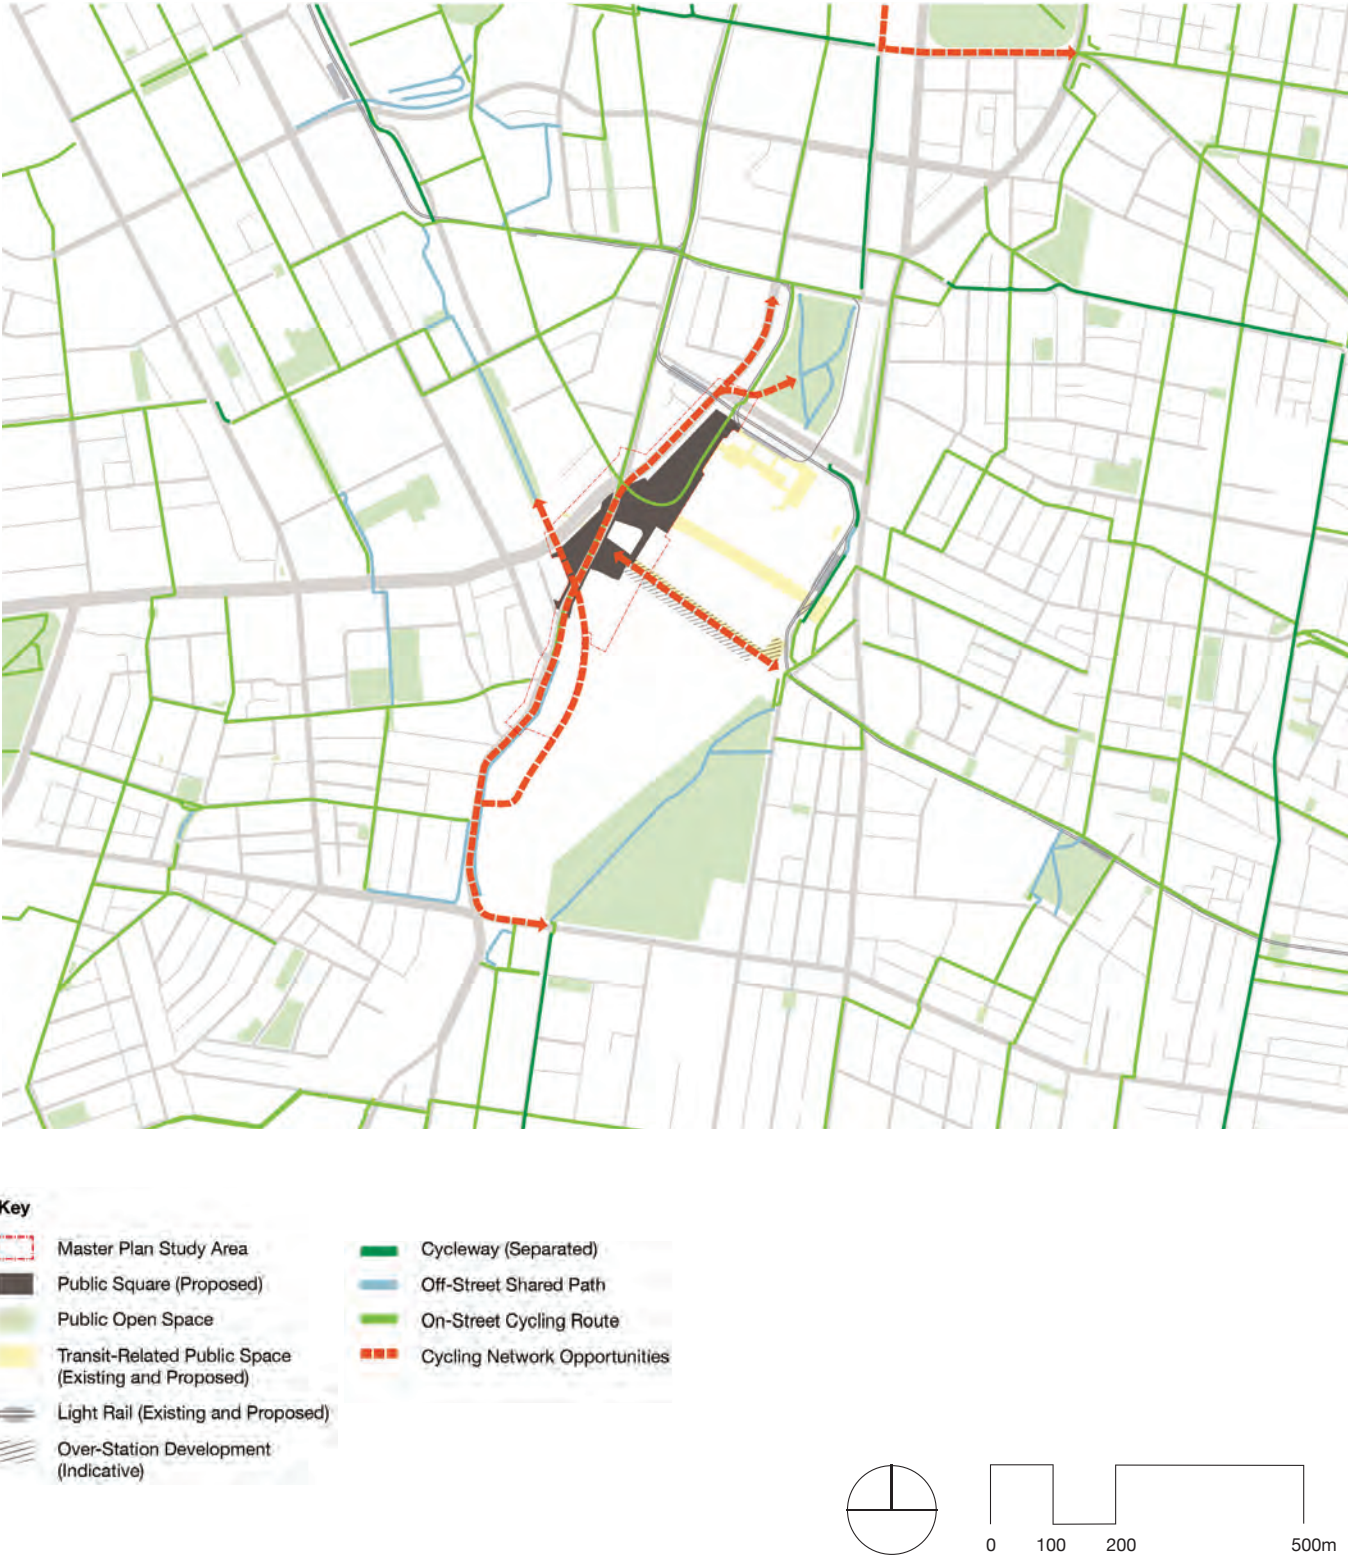 Key
Master Plan Study Area
Public Square (Proposed)
Public Open Space
Transit-Related Public Space
(Existing and Proposed)
Light Rail (Existing and Proposed)
Over-Station Development
(Indicative)
Cycleway (Separated)
Off-Street Shared Path
On-Street Cycling Route
Cycling Network Opportunities
0 100 200 500m